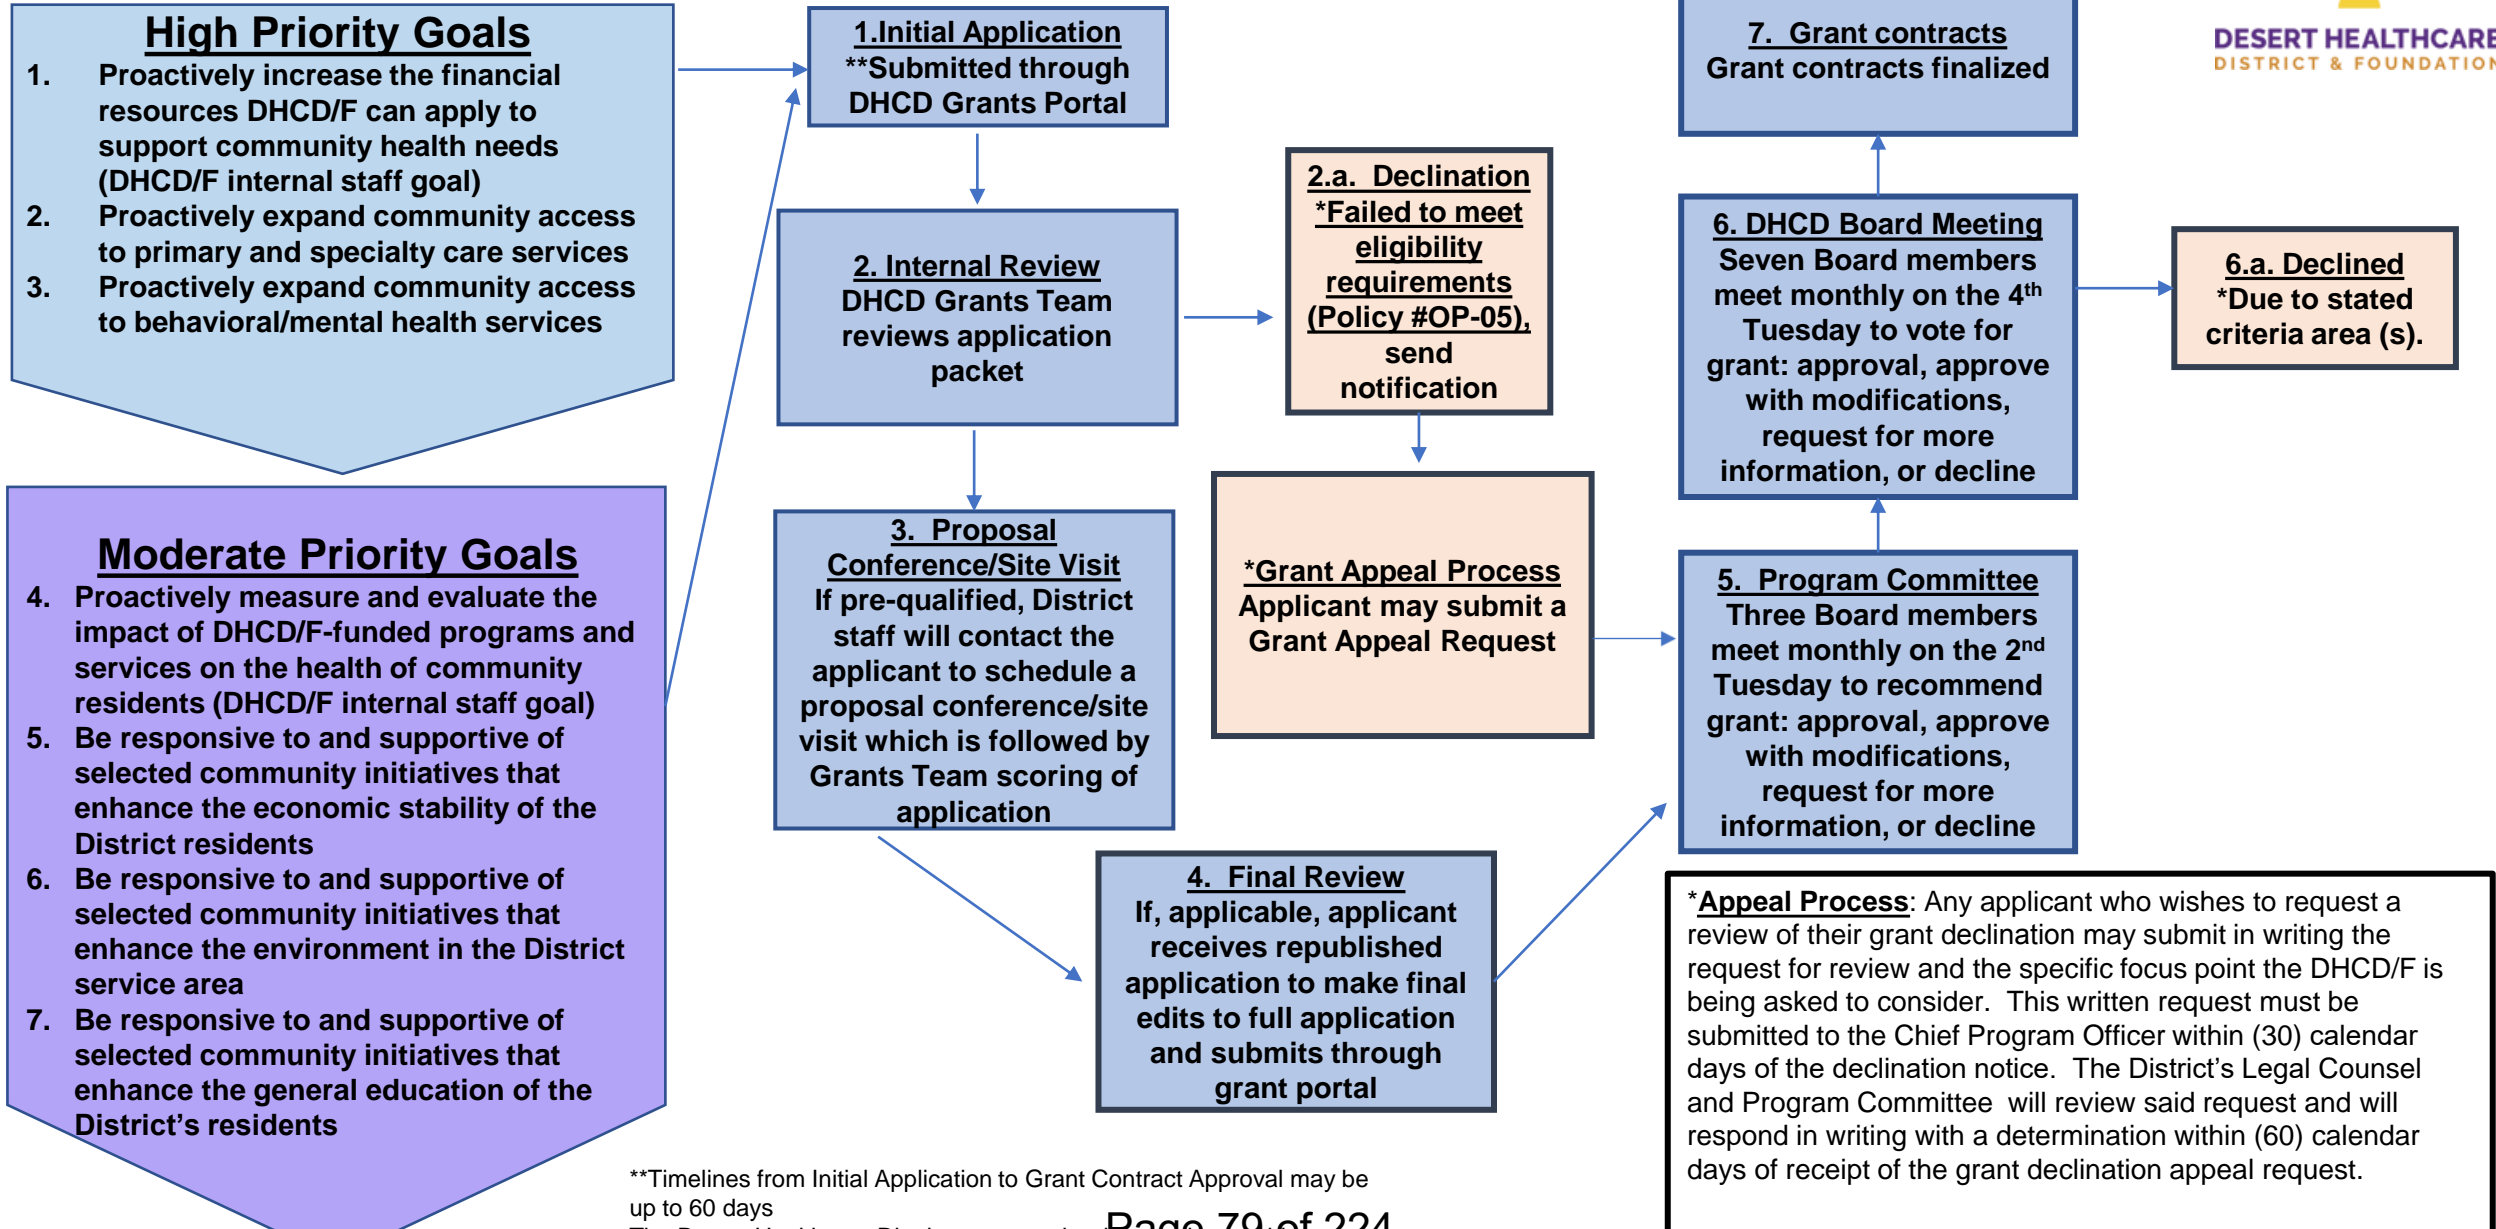 High Priority Goals
1. Proactively increase the financial
resources DHCD/F can apply to
support community health needs
(DHCD/F internal staff goal)
2. Proactively expand community access
to primary and specialty care services
3. Proactively expand community access
to behavioral/mental health services
Moderate Priority Goals
4. Proactively measure and evaluate the
impact of DHCD/F-funded programs and
services on the health of community
residents (DHCD/F internal staff goal)
5. Be responsive to and supportive of
selected community initiatives that
enhance the economic stability of the
District residents
6. Be responsive to and supportive of
selected community initiatives that
enhance the environment in the District
service area
7. Be responsive to and supportive of
selected community initiatives that
enhance the general education of the
District's residents
1.Initial Application
**Submitted through
DHCD Grants Portal
2. Internal Review
DHCD Grants Team
reviews application
packet
2.a. Declination
*Failed to meet
eligibility
requirements
(Policy #OP-05),
send
notification
*Grant Appeal Process
Applicant may submit a
Grant Appeal Request
3. Proposal
Conference/Site Visit
If pre-qualified, District
staff will contact the
applicant to schedule a
proposal conference/site
visit which is followed by
Grants Team scoring of
application
4. Final Review
If, applicable, applicant
receives republished
application to make final
edits to full application
and submits through
grant portal
5. Program Committee
Three Board members
meet monthly on the 2nd
Tuesday to recommend
grant: approval, approve
with modifications,
request for more
information, or decline
6. DHCD Board Meeting
Seven Board members
meet monthly on the 4th
Tuesday to vote for
grant: approval, approve
with modifications,
request for more
information, or decline
6.a. Declined
*Due to stated
criteria area (s).
7. Grant contracts
Grant contracts finalized
DESERT HEALTHCARE
DISTRICT & FOUNDATION
*Appeal Process: Any applicant who wishes to request a
review of their grant declination may submit in writing the
request for review and the specific focus point the DHCD/F is
being asked to consider. This written request must be
submitted to the Chief Program Officer within (30) calendar
days of the declination notice. The District's Legal Counsel
and Program Committee will review said request and will
respond in writing with a determination within (60) calendar
days of receipt of the grant declination appeal request.
**Timelines from Initial Application to Grant Contract Approval may be
up to 60 days
Page 79 of 224